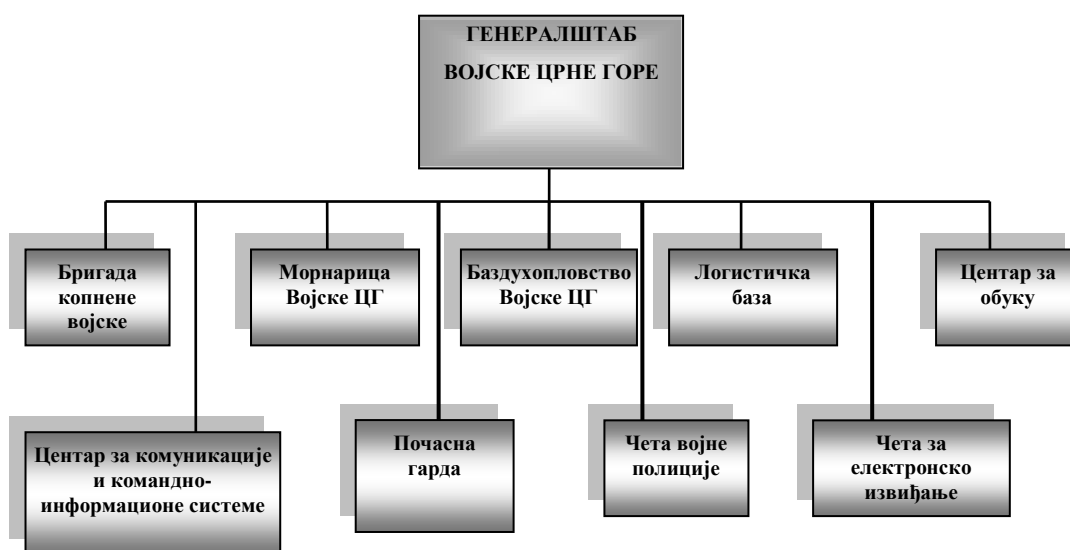 ГЕНЕРАЛШТАБ
ВОЈСКЕ ЦРНЕ ГОРЕ
Бригада
копнене
војске
Морнарица
Војске ЦГ
Баздухопловство
Војске ЦГ
Логистичка
база
Центар за
обуку
Центар за комуникације
и командно-
информационе системе
Почасна
гарда
Чета војне
полиције
Чета за
електронско
извиђање